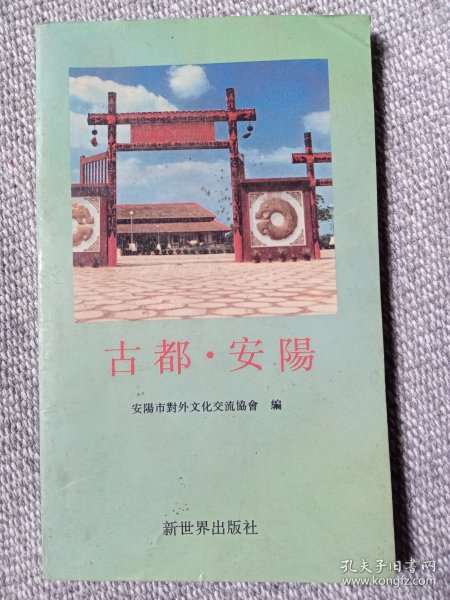 古都·安陽
安陽市對外文化交流協會 編
新世界出版社
孔夫子旧书网
www.kongfz.com